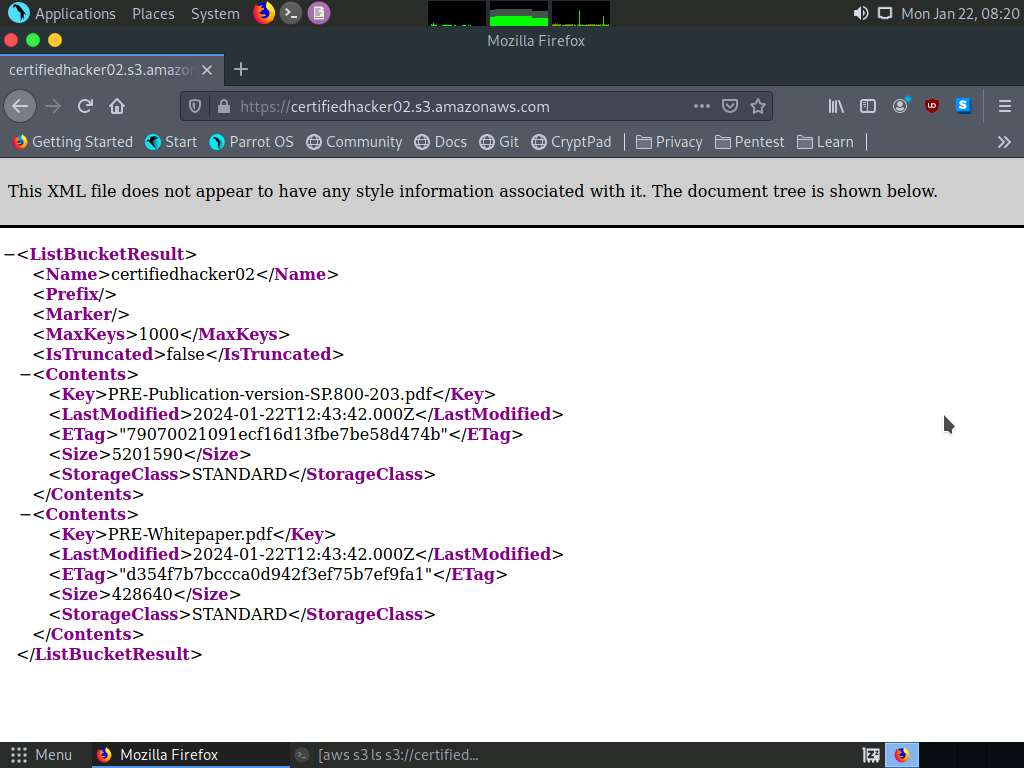 Applications Places System Mon Jan 22, 08:20
Mozilla Firefox
certifiedhacker02.s3.amazon
https://certifiedhacker02.s3.amazonaws.com
Getting Started Start Parrot OS Community Docs Git CryptPad Privacy Pentest Learn
This XML file does not appear to have any style information associated with it. The document tree is shown below.
−<ListBucketResult>
<Name>certifiedhacker02</Name>
<Prefix/>
<Marker/>
<MaxKeys>1000</MaxKeys>
<IsTruncated>false</IsTruncated>
−<Contents>
<Key>PRE-Publication-version-SP.800-203.pdf</Key>
<LastModified>2024-01-22T12:43:42.000Z</LastModified>
<ETag>"79070021091ecf16d13fbe7be58d474b"</ETag>
<Size>5201590</Size>
<StorageClass>STANDARD</StorageClass>
</Contents>
−<Contents>
<Key>PRE-Whitepaper.pdf</Key>
<LastModified>2024-01-22T12:43:42.000Z</LastModified>
<ETag>"d354f7b7bccca0d942f3ef75b7ef9fa1"</ETag>
<Size>428640</Size>
<StorageClass>STANDARD</StorageClass>
</Contents>
</ListBucketResult>
Menu Mozilla Firefox [aws s3 ls s3://certified...